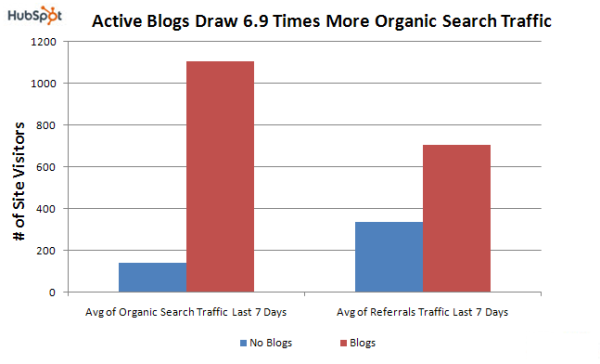 HubSpot
Active Blogs Draw 6.9 Times More Organic Search Traffic
# of Site Visitors
1200
1000
800
600
400
200
0
Avg of Organic Search Traffic Last 7 Days
Avg of Referrals Traffic Last 7 Days
No Blogs
Blogs